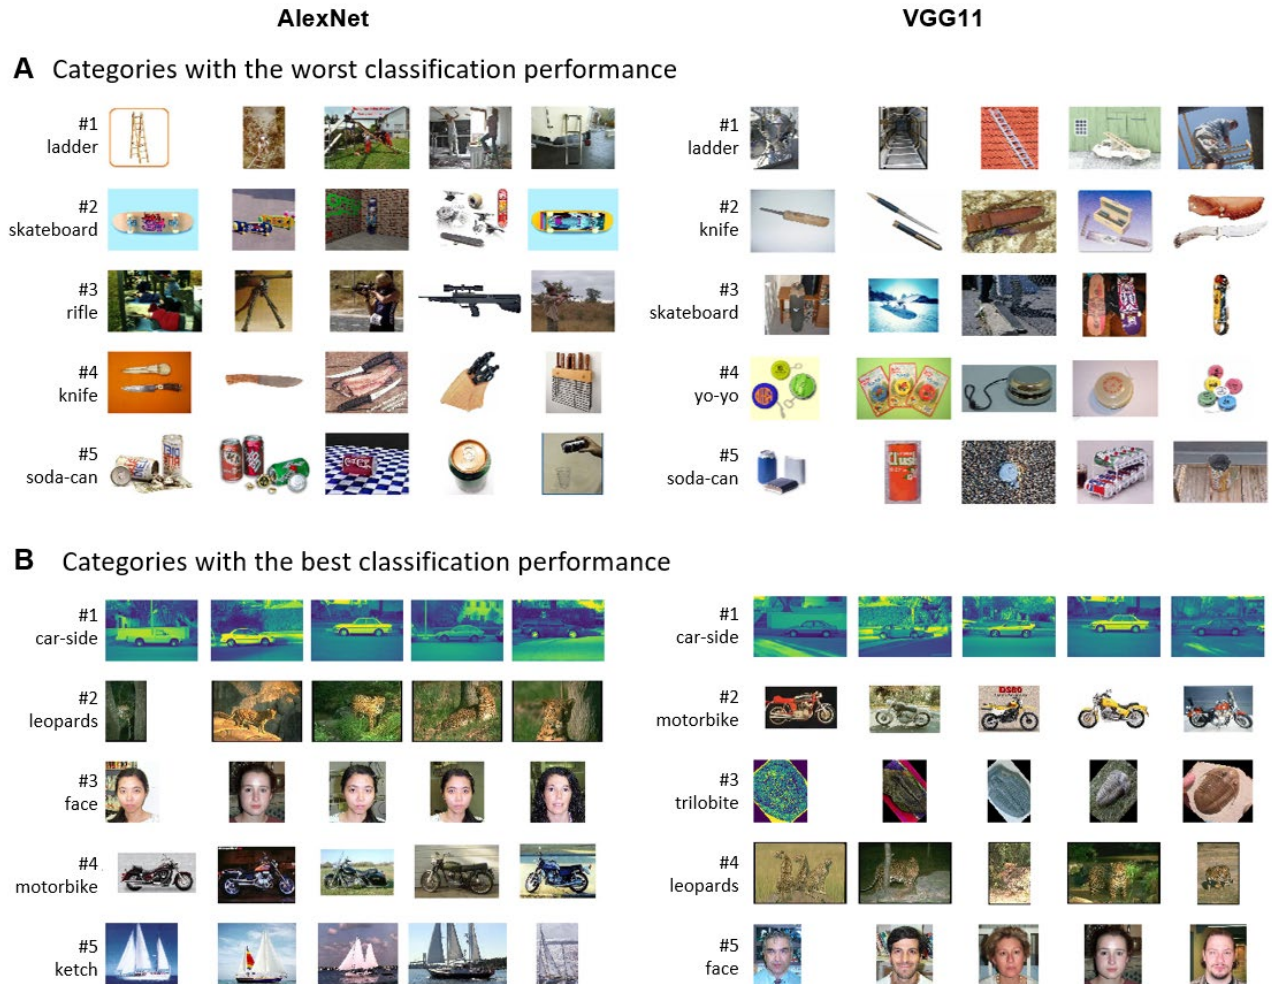 AlexNet
VGG11
A Categories with the worst classification performance
#1
ladder
#2
skateboard
#3
rifle
#4
knife
#5
soda-can
#1
ladder
#2
knife
#3
skateboard
#4
yo-yo
#5
soda-can
B Categories with the best classification performance
#1
car-side
#2
leopards
#3
face
#4
motorbike
#5
ketch
#1
car-side
#2
motorbike
#3
trilobite
#4
leopards
#5
face